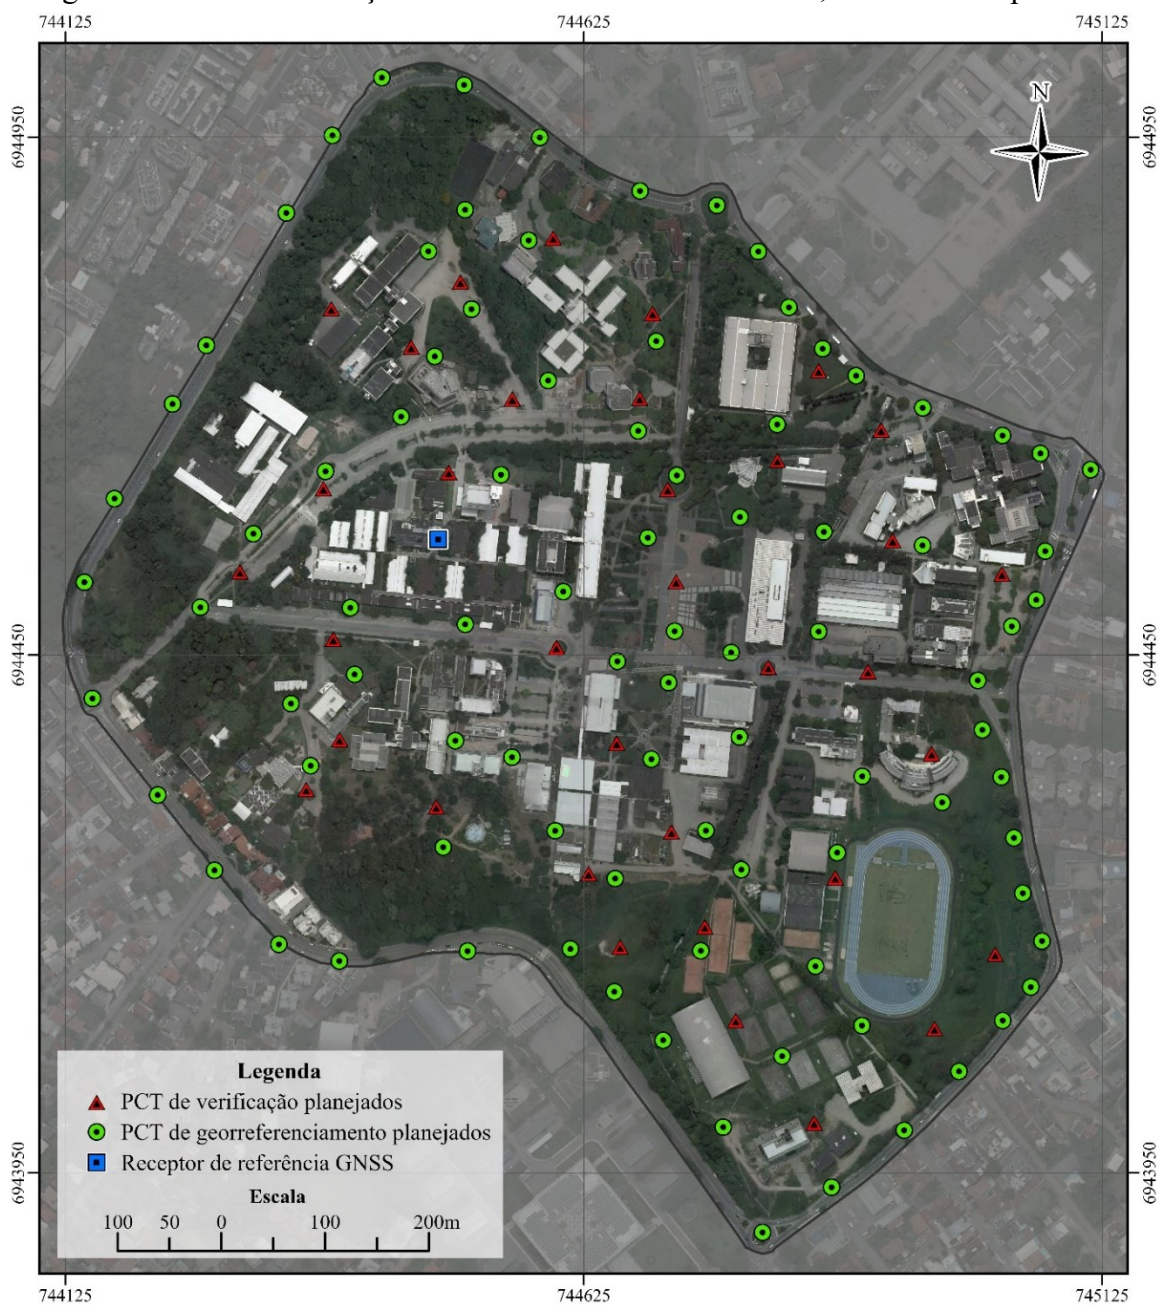 744125 744625 745125
N
6944950 6944950
6944450 6944450
6943950 6943950
Legenda
PCT de verificação planejados
PCT de georreferenciamento planejados
Receptor de referência GNSS
Escala
100 50 0 100 200m
744125 744625 745125